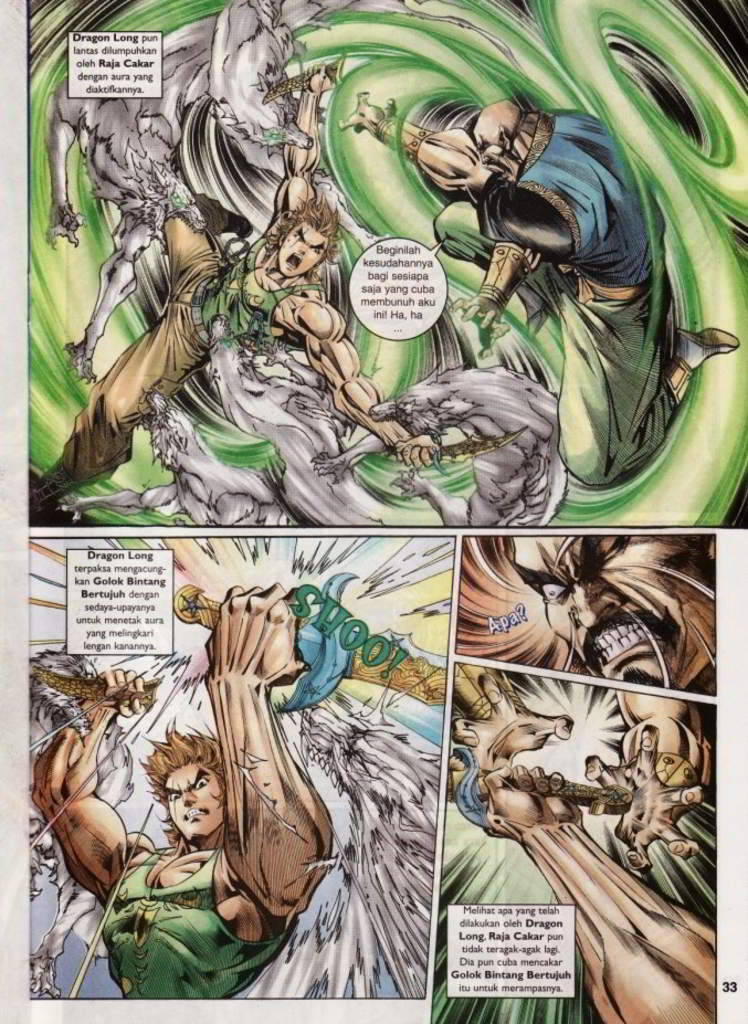 Dragon Long pun
lantas dilumpuhkan
oleh Raja Cakar
dengan aura yang
diaktifkannya.
Beginilah
kesudahannya
bagi sesiapa
saja yang cuba
membunuh aku
ini! Ha, ha
...
Dragon Long
terpaksa mengacung-
kan Golok Bintang
Bertujuh dengan
sedaya-upayanya
untuk menetak aura
yang melingkari
lengan kanannya.
SHOOO!
Apa?
Melihat apa yang telah
dilakukan oleh Dragon
Long, Raja Cakar pun
tidak teragak-agak lagi.
Dia pun cuba mencakar
Golok Bintang Bertujuh
itu untuk merampasnya.
33